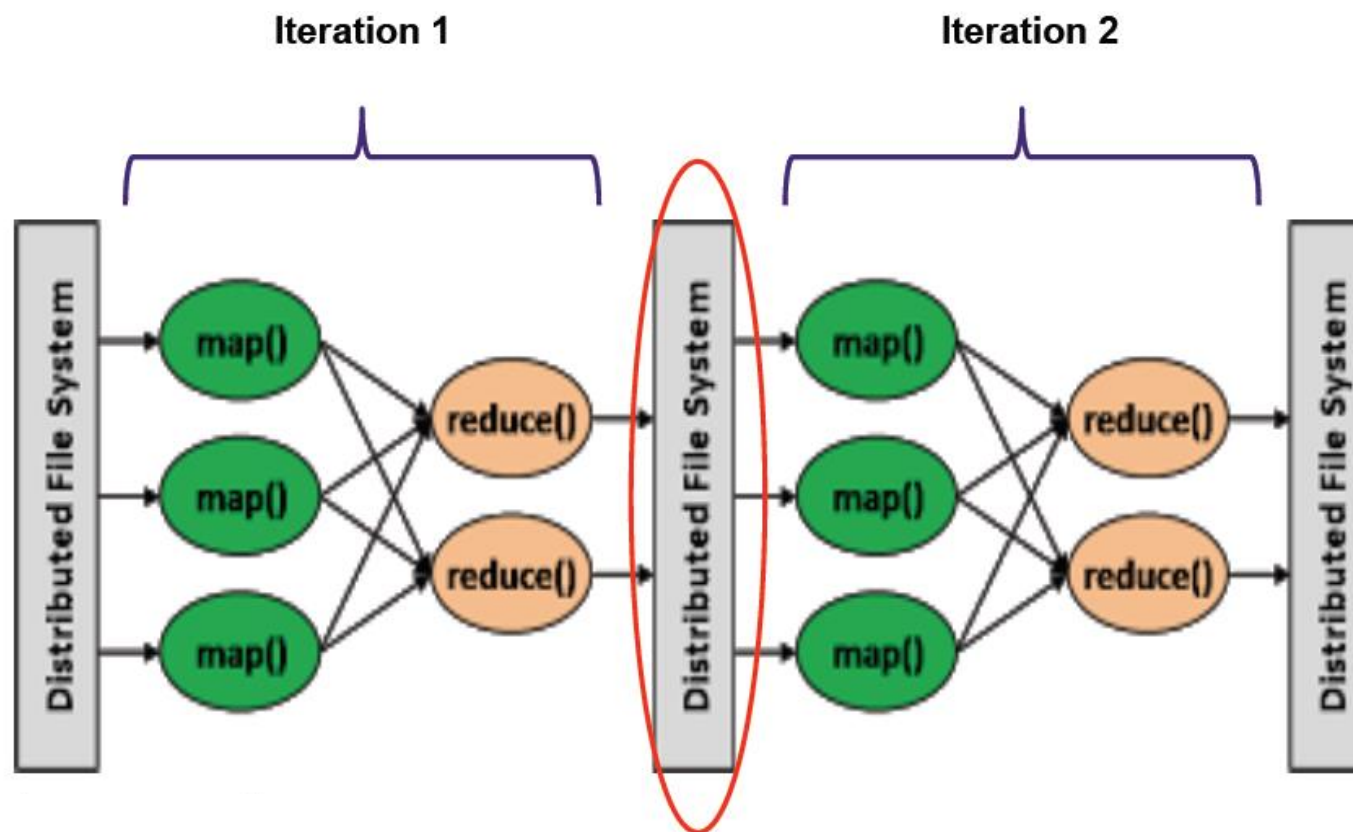 Iteration 1
Iteration 2
Distributed File System
map()
map()
map()
reduce()
reduce()
Distributed File System
map()
map()
map()
reduce()
reduce()
Distributed File System